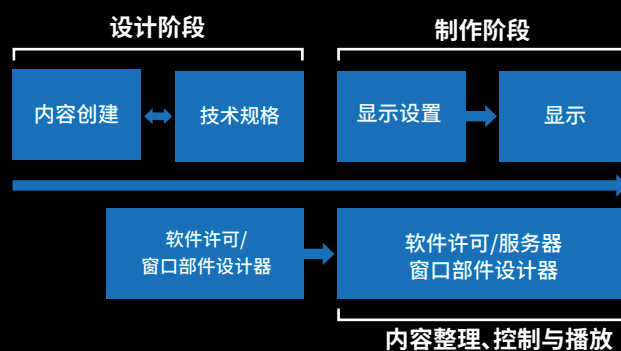 设计阶段
制作阶段
内容创建
技术规格
显示设置
显示
软件许可/
窗口部件设计器
软件许可/服务器
窗口部件设计器
内容整理、控制与播放